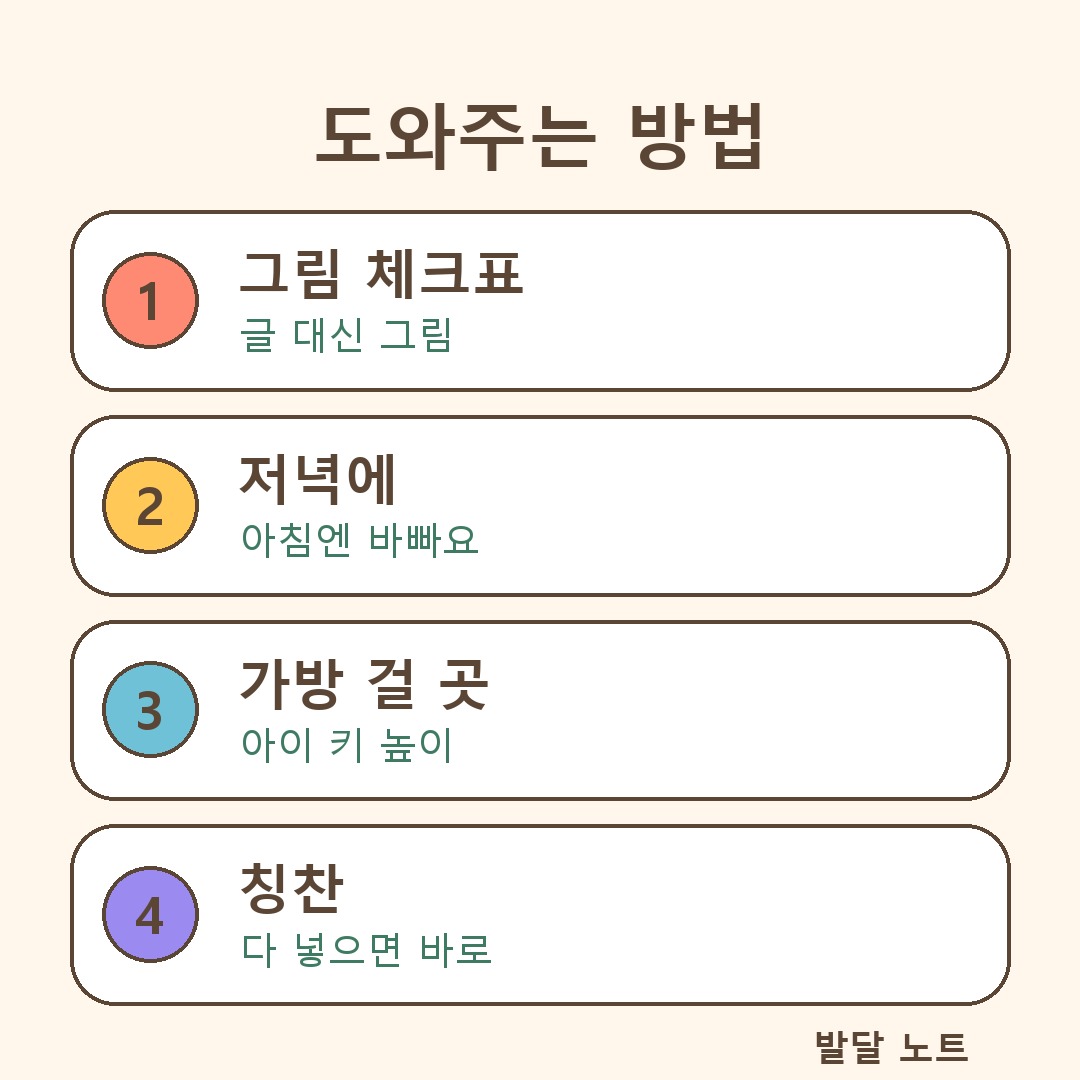 도와주는 방법
1
그림 체크표
글 대신 그림
2
저녁에
아침엔 바빠요
3
가방 걸 곳
아이 키 높이
4
칭찬
다 넣으면 바로
발달 노트